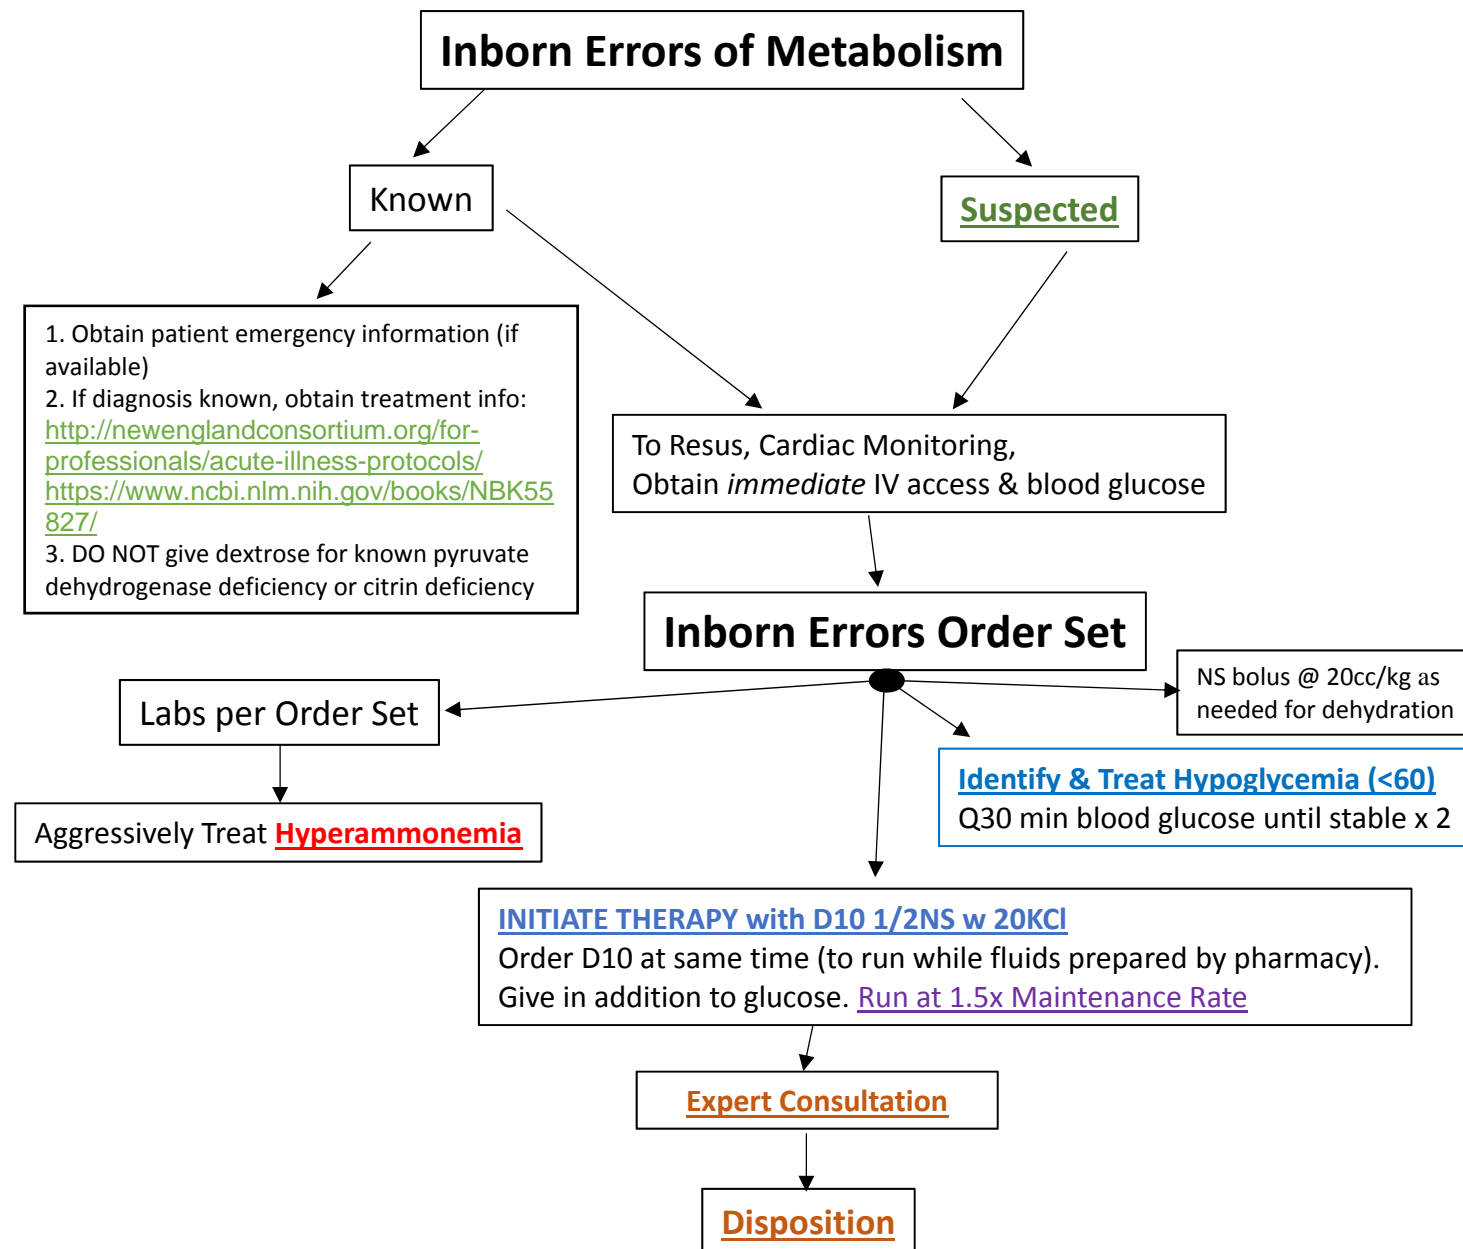 Inborn Errors of Metabolism
Known
Suspected
1. Obtain patient emergency information (if
available)
2. If diagnosis known, obtain treatment info:
http://newenglandconsortium.org/for-
professionals/acute-illness-protocols/
https://www.ncbi.nlm.nih.gov/books/NBK55
827/
3. DO NOT give dextrose for known pyruvate
dehydrogenase deficiency or citrin deficiency
To Resus, Cardiac Monitoring,
Obtain immediate IV access & blood glucose
Inborn Errors Order Set
NS bolus @ 20cc/kg as
needed for dehydration
Labs per Order Set
Identify & Treat Hypoglycemia (<60)
Q30 min blood glucose until stable x 2
Aggressively Treat Hyperammonemia
INITIATE THERAPY with D10 1/2NS w 20KCl
Order D10 at same time (to run while fluids prepared by pharmacy).
Give in addition to glucose. Run at 1.5x Maintenance Rate
Expert Consultation
Disposition